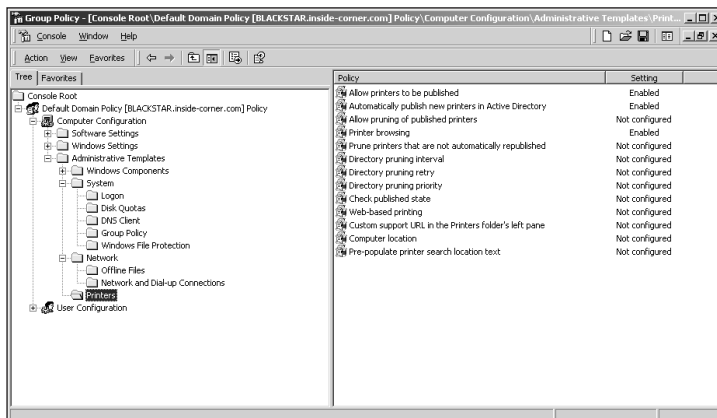 Group Policy - [Console Root\Default Domain Policy [BLACKSTAR.inside-corner.com] Policy\Computer Configuration\Administrative Templates\Print...
Console Window Help
Action View Favorites
Tree Favorites
Policy Setting
Console Root
Default Domain Policy [BLACKSTAR.inside-corner.com] Policy
Computer Configuration
Software Settings
Windows Settings
Administrative Templates
Windows Components
System
Logon
Disk Quotas
DNS Client
Group Policy
Windows File Protection
Network
Offline Files
Network and Dial-up Connections
Printers
User Configuration
Allow printers to be published Enabled
Automatically publish new printers in Active Directory Enabled
Allow pruning of published printers Not configured
Printer browsing Enabled
Prune printers that are not automatically republished Not configured
Directory pruning interval Not configured
Directory pruning retry Not configured
Directory pruning priority Not configured
Check published state Not configured
Web-based printing Not configured
Custom support URL in the Printers folder's left pane Not configured
Computer location Not configured
Pre-populate printer search location text Not configured